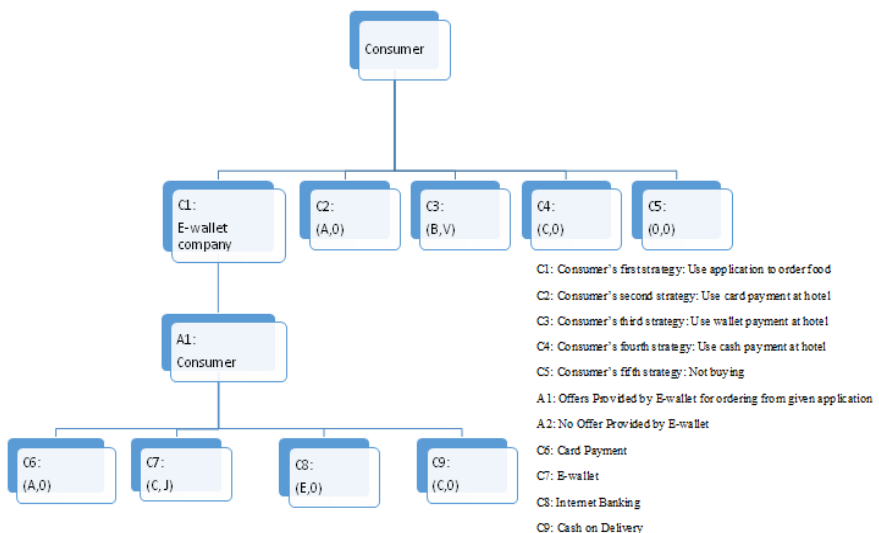 Consumer
C1:
E-wallet
company
C2:
(A,0)
C3:
(B,V)
C4:
(C,0)
C5:
(0,0)
C1: Consumer's first strategy: Use application to order food
C2: Consumer's second strategy: Use card payment at hotel
C3: Consumer's third strategy: Use wallet payment at hotel
C4: Consumer's fourth strategy: Use cash payment at hotel
C5: Consumer's fifth strategy: Not buying
A1: Offers Provided by E-wallet for ordering from given application
A2: No Offer Provided by E-wallet
C6: Card Payment
C7: E-wallet
C8: Internet Banking
C9: Cash on Delivery
A1:
Consumer
C6:
(A,0)
C7:
(C,J)
C8:
(E,0)
C9:
(C,0)